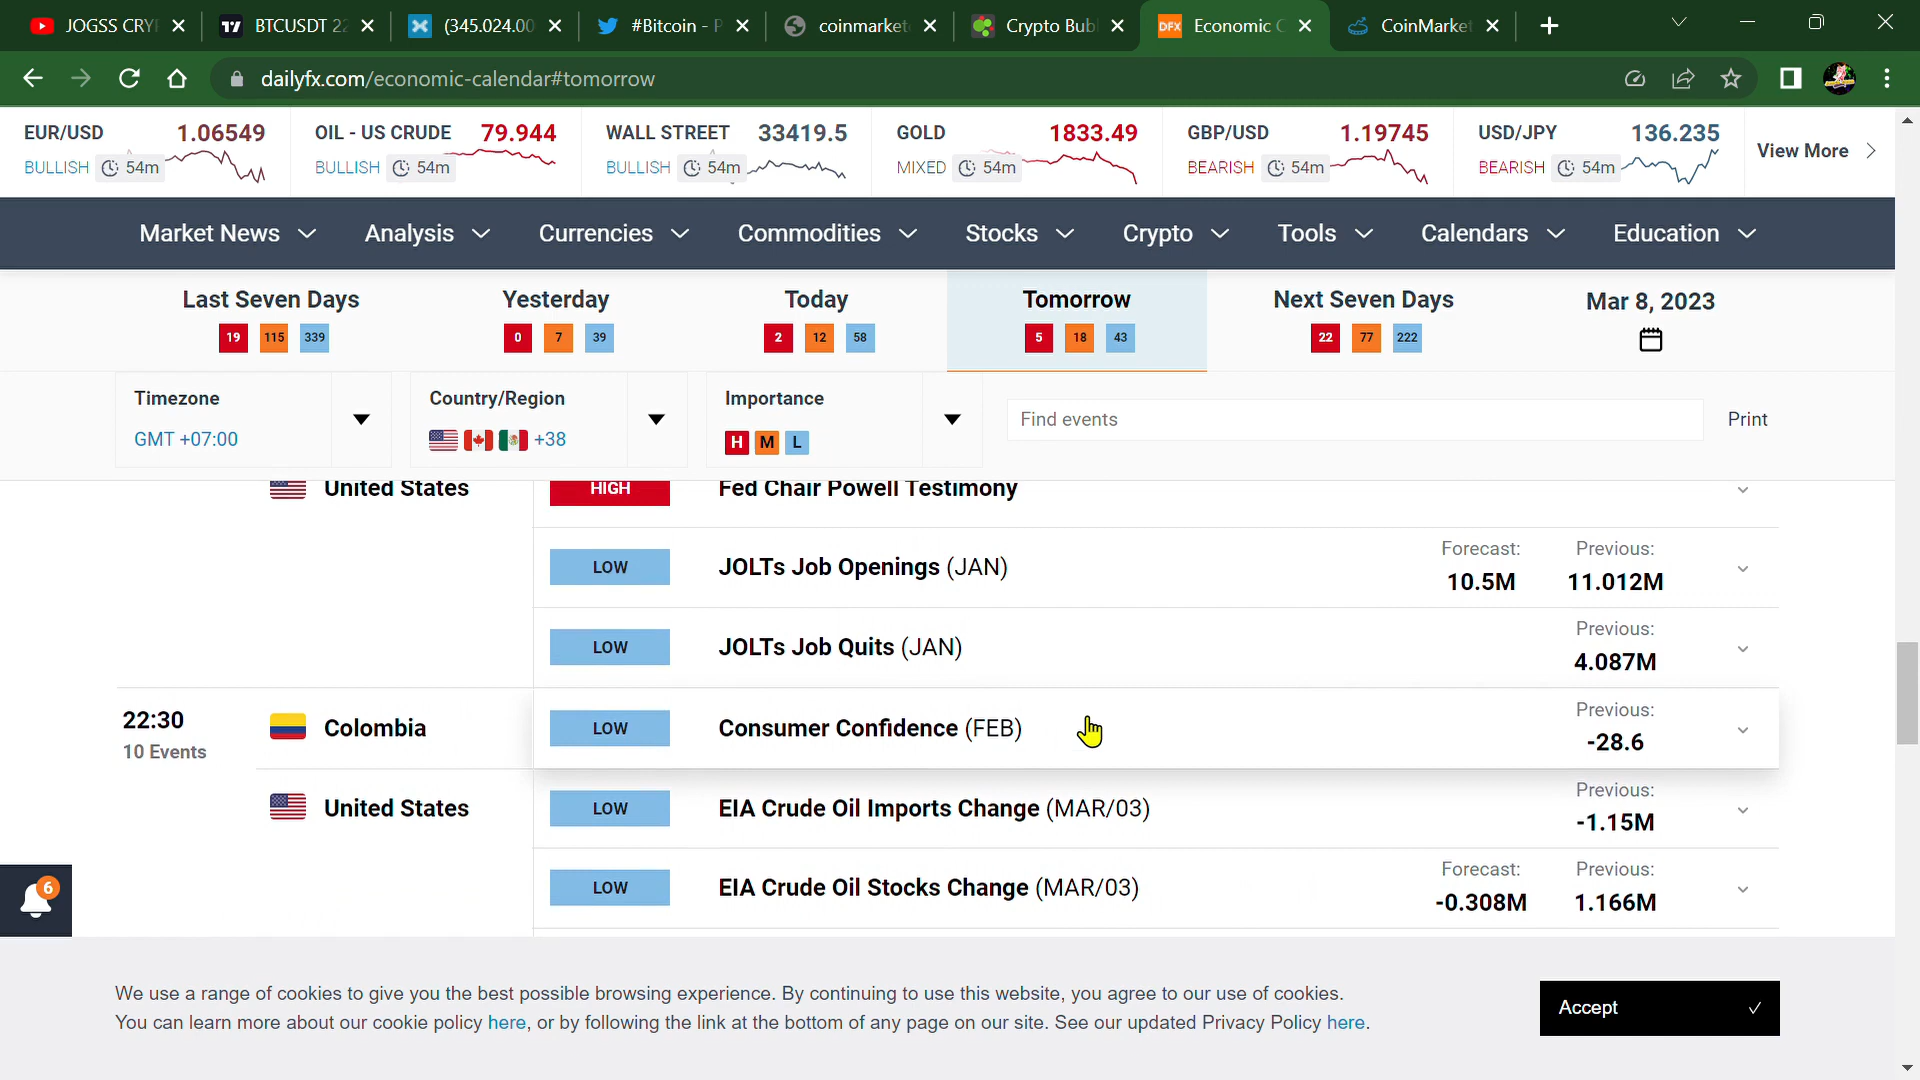 JOGSS CRY
BTCUSDT 22
(345.024.00
#Bitcoin - P
coinmarket
Crypto Bub
DFX Economic C
CoinMarket
dailyfx.com/economic-calendar#tomorrow
EUR/USD 1.06549
BULLISH 54m
OIL - US CRUDE 79.944
BULLISH 54m
WALL STREET 33419.5
BULLISH 54m
GOLD 1833.49
MIXED 54m
GBP/USD 1.19745
BEARISH 54m
USD/JPY 136.235
BEARISH 54m
View More
Market News Analysis Currencies Commodities Stocks Crypto Tools Calendars Education
Last Seven Days
19 115 339
Yesterday
0 7 39
Today
2 12 58
Tomorrow
5 18 43
Next Seven Days
22 77 222
Mar 8, 2023
Timezone
GMT +07:00
Country/Region
+38
Importance
H M L
Find events
Print
United States HIGH Fed Chair Powell Testimony
LOW JOLTs Job Openings (JAN)
Forecast: Previous:
10.5M 11.012M
LOW JOLTs Job Quits (JAN)
Previous:
4.087M
22:30
10 Events
Colombia LOW Consumer Confidence (FEB)
Previous:
-28.6
United States LOW EIA Crude Oil Imports Change (MAR/03)
Previous:
-1.15M
LOW EIA Crude Oil Stocks Change (MAR/03)
Forecast: Previous:
-0.308M 1.166M
6
We use a range of cookies to give you the best possible browsing experience. By continuing to use this website, you agree to our use of cookies.
You can learn more about our cookie policy here, or by following the link at the bottom of any page on our site. See our updated Privacy Policy here.
Accept